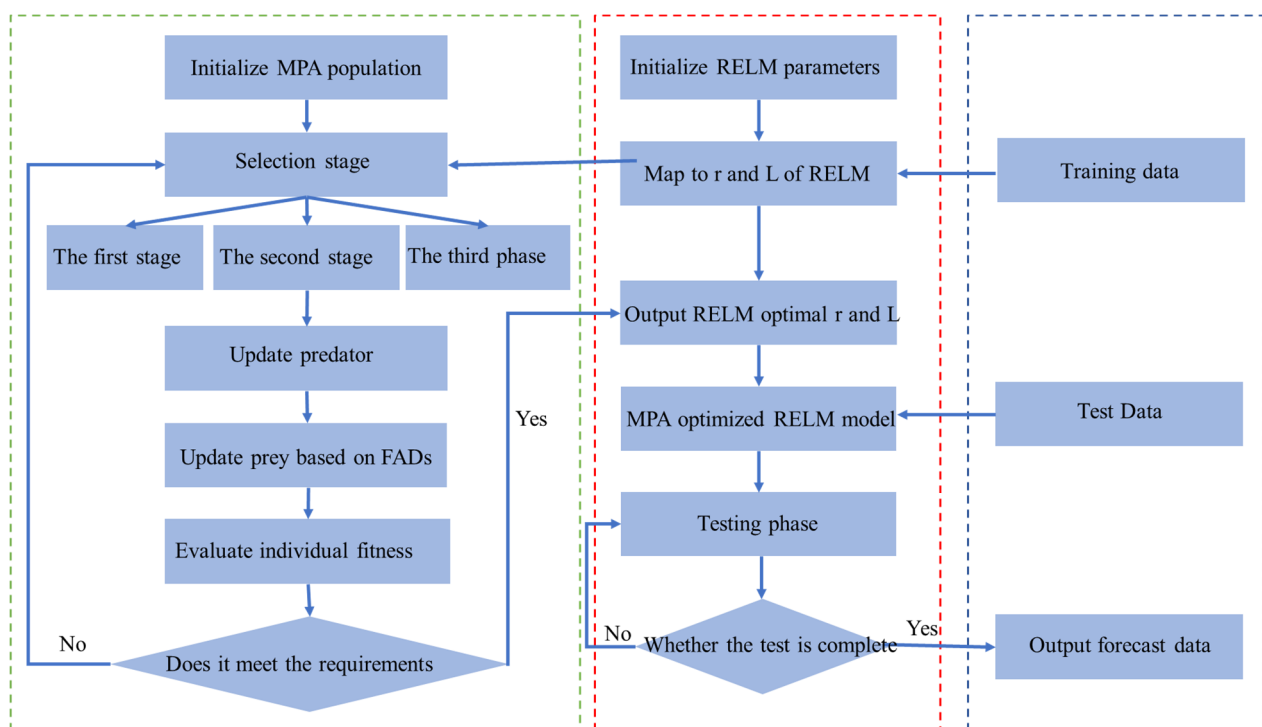 Initialize MPA population
Selection stage
The first stage
The second stage
The third phase
Update predator
Update prey based on FADs
Evaluate individual fitness
Does it meet the requirements
No
Yes
Initialize RELM parameters
Map to r and L of RELM
Output RELM optimal r and L
MPA optimized RELM model
Testing phase
Whether the test is complete
No
Yes
Training data
Test Data
Output forecast data